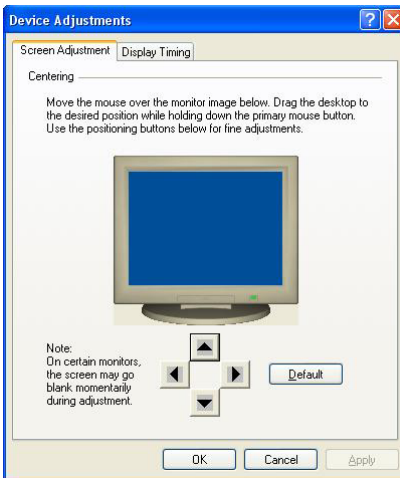 Device Adjustments
Screen Adjustment Display Timing
Centering
Move the mouse over the monitor image below. Drag the desktop to
the desired position while holding down the primary mouse button.
Use the positioning buttons below for fine adjustments.
Note:
On certain monitors,
the screen may go
blank momentarily
during adjustment.
Default
OK Cancel Apply